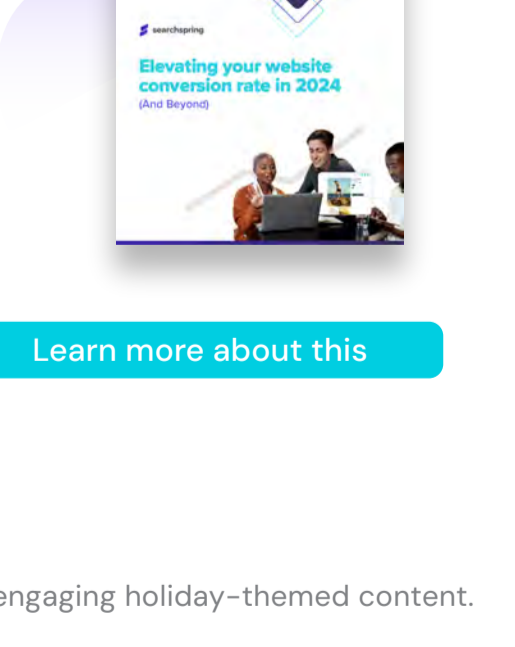 searchspring
Elevating your website
conversion rate in 2024
(And Beyond)
Learn more about this
engaging holiday-themed content.